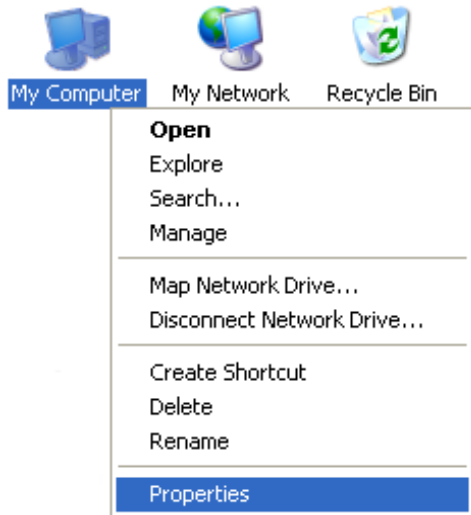 My Computer My Network Recycle Bin
Open
Explore
Search...
Manage
Map Network Drive...
Disconnect Network Drive...
Create Shortcut
Delete
Rename
Properties